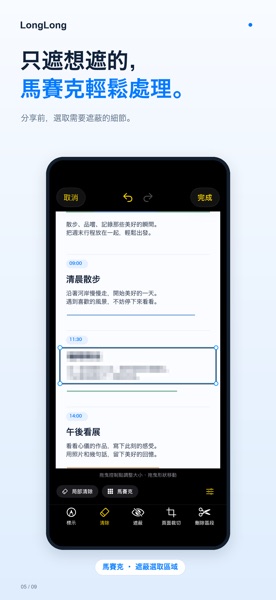 LongLong
只遮想遮的，
馬賽克輕鬆處理。
分享前，選取需要遮蔽的細節。
取消
完成
散步、品嚐，記錄那些美好的瞬間。
把週末行程放在一起，輕鬆出發。
09:00
清晨散步
沿著河岸慢慢走，開始美好的一天。
遇到喜歡的風景，不妨停下來看看。
11:30
14:00
午後看展
看看心儀的作品，寫下此刻的感受。
用照片和幾句話，留下美好的回憶。
拖曳控制點調整大小 · 拖曳形狀移動
局部清除
馬賽克
標示
清除
遮蔽
頁面裁切
刪除區段
馬賽克 · 遮蔽選取區域
05 / 09